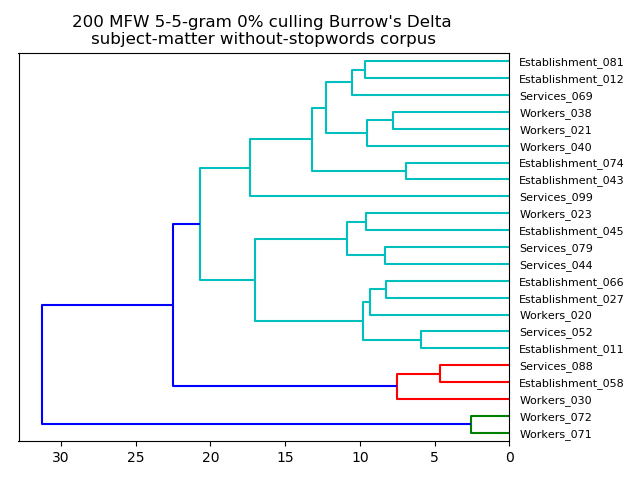 200 MFW 5-5-gram 0% culling Burrow's Delta
subject-matter without-stopwords corpus
Establishment_081
Establishment_012
Services_069
Workers_038
Workers_021
Workers_040
Establishment_074
Establishment_043
Services_099
Workers_023
Establishment_045
Services_079
Services_044
Establishment_066
Establishment_027
Workers_020
Services_052
Establishment_011
Services_088
Establishment_058
Workers_030
Workers_072
Workers_071
30 25 20 15 10 5 0